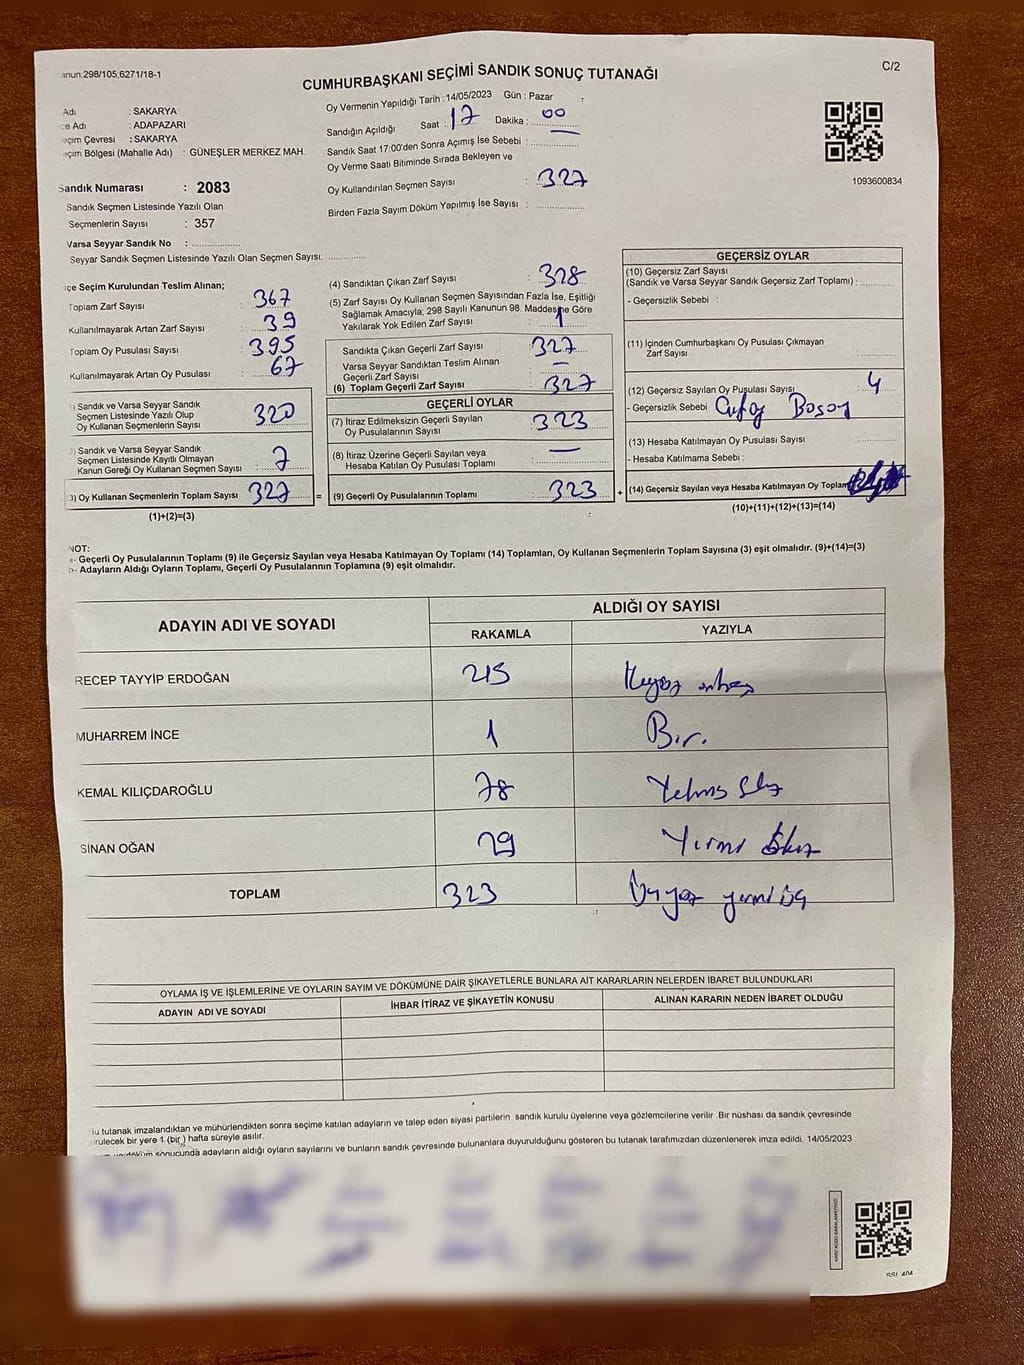 anun:298/105,6271/18-1
C/2
CUMHURBAŞKANI SEÇİMİ SANDIK SONUÇ TUTANAĞI
Adı : SAKARYA
çe Adı : ADAPAZARI
eçim Çevresi : SAKARYA
eçim Bölgesi (Mahalle Adı) : GÜNEŞLER MERKEZ MAH.
Sandık Numarası : 2083
Sandık Seçmen Listesinde Yazılı Olan
Seçmenlerin Sayısı : 357
Varsa Seyyar Sandık No :
Seyyar Sandık Seçmen Listesinde Yazılı Olan Seçmen Sayısı:
Oy Vermenin Yapıldığı Tarih :14/05/2023 Gün : Pazar
Sandığın Açıldığı Saat : 17 Dakika : 00
Sandık Saat 17:00'den Sonra Açımış İse Sebebi :
Oy Verme Saati Bitiminde Sırada Bekleyen ve
Oy Kullandırılan Seçmen Sayısı : 327
Birden Fazla Sayım Döküm Yapılmış İse Sayısı :
1093600834
lçe Seçim Kurulundan Teslim Alınan;
Toplam Zarf Sayısı : 367
Kullanılmayarak Artan Zarf Sayısı : 39
Toplam Oy Pusulası Sayısı : 395
Kullanılmayarak Artan Oy Pusulası : 67
) Sandık ve Varsa Seyyar Sandık
Seçmen Listesinde Yazılı Olup
Oy Kullanan Seçmenlerin Sayısı : 320
) Sandık ve Varsa Seyyar Sandık
Seçmen Listesinde Kayıtlı Olmayan
Kanun Gereği Oy Kullanan Seçmen Sayısı : 7
3) Oy Kullanan Seçmenlerin Toplam Sayısı : 327 =
(1)+(2)=(3)
(4) Sandıktan Çıkan Zarf Sayısı : 328
(5) Zarf Sayısı Oy Kullanan Seçmen Sayısından Fazla İse, Eşitliği
Sağlamak Amacıyla, 298 Sayılı Kanunun 98. Maddesine Göre
Yakılarak Yok Edilen Zarf Sayısı : 1
Sandıkta Çıkan Geçerli Zarf Sayısı : 327
Varsa Seyyar Sandıktan Teslim Alınan
Geçerli Zarf Sayısı : —
(6) Toplam Geçerli Zarf Sayısı : 327
GEÇERLİ OYLAR
(7) İtiraz Edilmeksizin Geçerli Sayılan
Oy Pusulalarının Sayısı : 323
(8) İtiraz Üzerine Geçerli Sayılan veya
Hesaba Katılan Oy Pusulası Toplamı : —
(9) Geçerli Oy Pusulalarının Toplamı : 323 +
GEÇERSİZ OYLAR
(10) Geçersiz Zarf Sayısı
(Sandık ve Varsa Seyyar Sandık Geçersiz Zarf Toplamı) :
- Geçersizlik Sebebi :
(11) İçinden Cumhurbaşkanı Oy Pusulası Çıkmayan
Zarf Sayısı :
(12) Geçersiz Sayılan Oy Pusulası Sayısı : 4
- Geçersizlik Sebebi :
(13) Hesaba Katılmayan Oy Pusulası Sayısı :
- Hesaba Katılmama Sebebi :
(14) Geçersiz Sayılan veya Hesaba Katılmayan Oy Toplam
(10)+(11)+(12)+(13)=(14)
NOT:
a- Geçerli Oy Pusulalarının Toplamı (9) ile Geçersiz Sayılan veya Hesaba Katılmayan Oy Toplamı (14) Toplamları, Oy Kullanan Seçmenlerin Toplam Sayısına (3) eşit olmalıdır. (9)+(14)=(3)
b- Adayların Aldığı Oyların Toplamı, Geçerli Oy Pusulalarının Toplamına (9) eşit olmalıdır.
ADAYIN ADI VE SOYADI
ALDIĞI OY SAYISI
RAKAMLA YAZIYLA
RECEP TAYYİP ERDOĞAN 215 İkiyüz onbeş
MUHARREM İNCE 1 Bir.
KEMAL KILIÇDAROĞLU 78 Yetmiş Sekiz
SİNAN OĞAN 29 Yirmi
TOPLAM 323 Üçyüz yirmi üç
OYLAMA İŞ VE İŞLEMLERİNE VE OYLARIN SAYIM VE DÖKÜMÜNE DAİR ŞİKAYETLERLE BUNLARA AİT KARARLARIN NELERDEN İBARET BULUNDUKLARI
ADAYIN ADI VE SOYADI İHBAR İTİRAZ VE ŞİKAYETİN KONUSU ALINAN KARARIN NEDEN İBARET OLDUĞU
Bu tutanak imzalandıktan ve mühürlendikten sonra seçime katılan adayların ve talep eden siyasi partilerin sandık kurulu üyelerine veya gözlemcilerine verilir .Bir nüshası da sandık çevresinde
görülecek bir yere 1 (bir ) hafta süreyle asılır.
sonucunda adayların aldığı oyların sayılarını ve bunların sandık çevresinde bulunanlara duyurulduğunu gösteren bu tutanak tarafımızdan düzenlenerek imza edildi. 14/05/2023